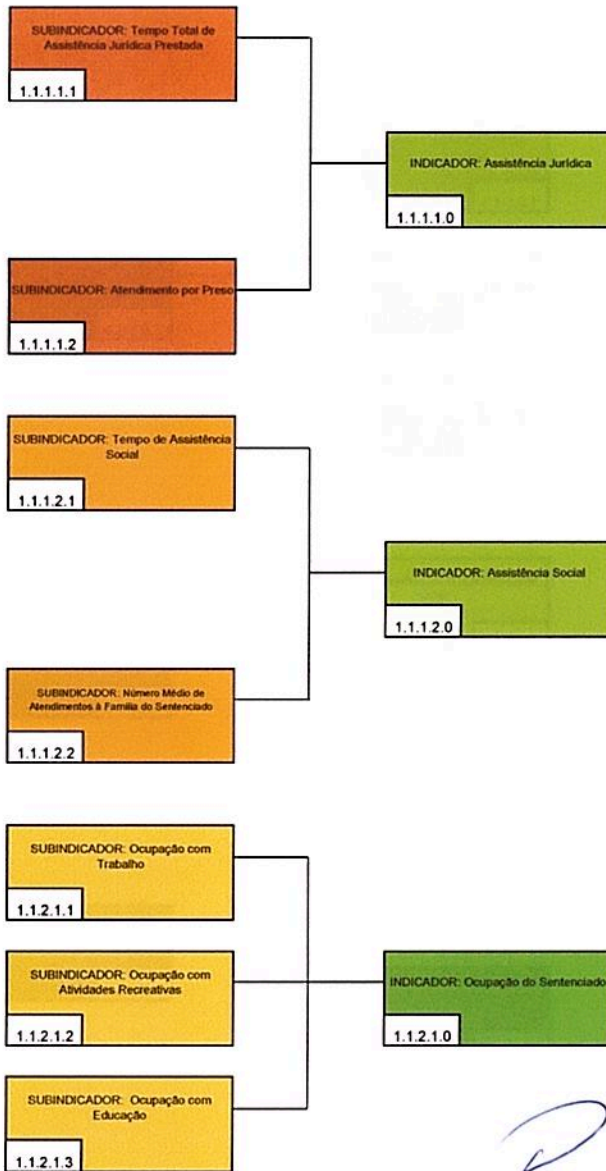 SUBINDICADOR: Tempo Total de
Assistência Jurídica Prestada
1.1.1.1.1
INDICADOR: Assistência Jurídica
1.1.1.1.0
SUBINDICADOR: Atendimento por Preso
1.1.1.1.2
SUBINDICADOR: Tempo de Assistência
Social
1.1.1.2.1
INDICADOR: Assistência Social
1.1.1.2.0
SUBINDICADOR: Número Médio de
Atendimentos à Família do Sentenciado
1.1.1.2.2
SUBINDICADOR: Ocupação com
Trabalho
1.1.2.1.1
SUBINDICADOR: Ocupação com
Atividades Recreativas
1.1.2.1.2
INDICADOR: Ocupação do Sentenciado
1.1.2.1.0
SUBINDICADOR: Ocupação com
Educação
1.1.2.1.3